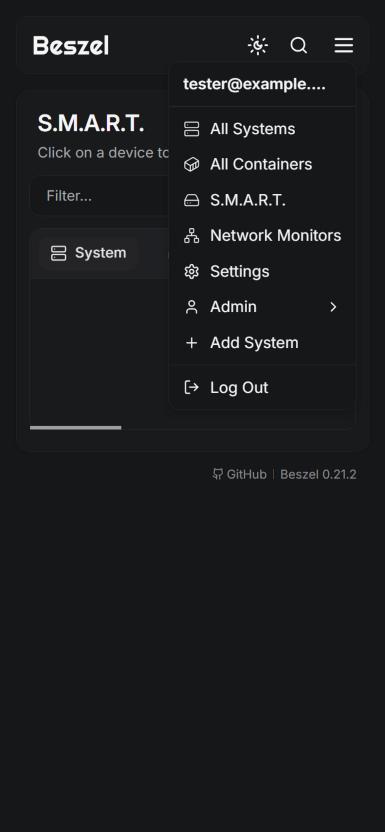 Beszel
tester@example....
S.M.A.R.T.
Click on a device to
Filter...
System
All Systems
All Containers
S.M.A.R.T.
Network Monitors
Settings
Admin
Add System
Log Out
GitHub | Beszel 0.21.2